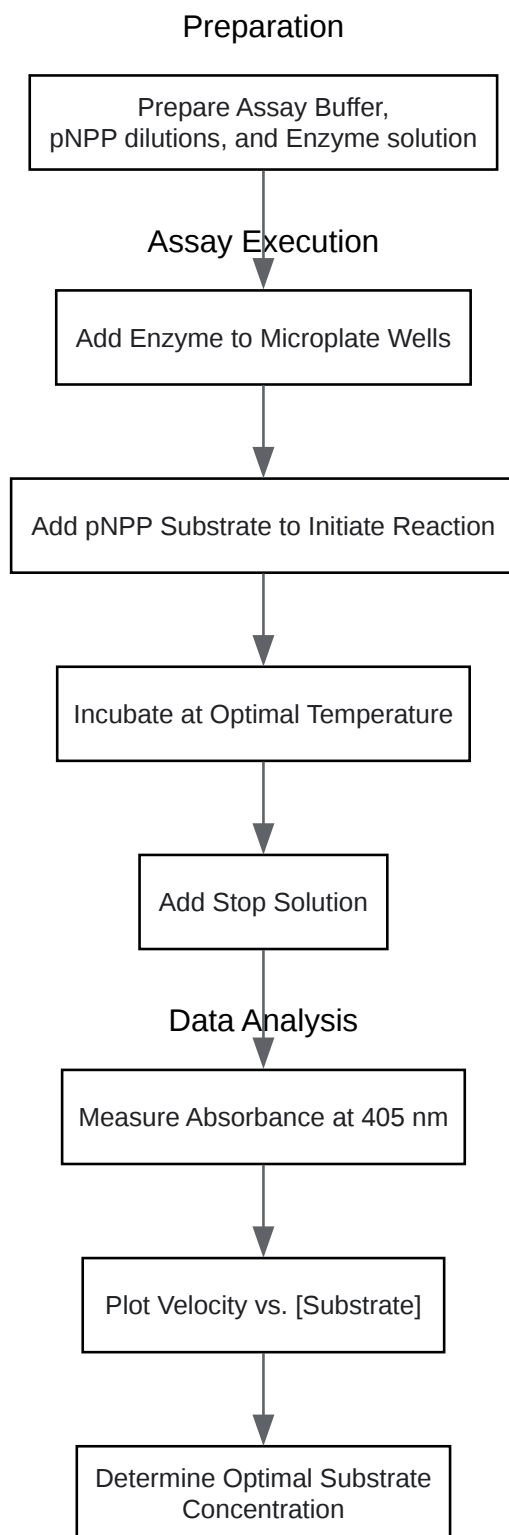 Preparation
Prepare Assay Buffer,
pNPP dilutions, and Enzyme solution
Assay Execution
Add Enzyme to Microplate Wells
Add pNPP Substrate to Initiate Reaction
Incubate at Optimal Temperature
Add Stop Solution
Data Analysis
Measure Absorbance at 405 nm
Plot Velocity vs. [Substrate]
Determine Optimal Substrate
Concentration